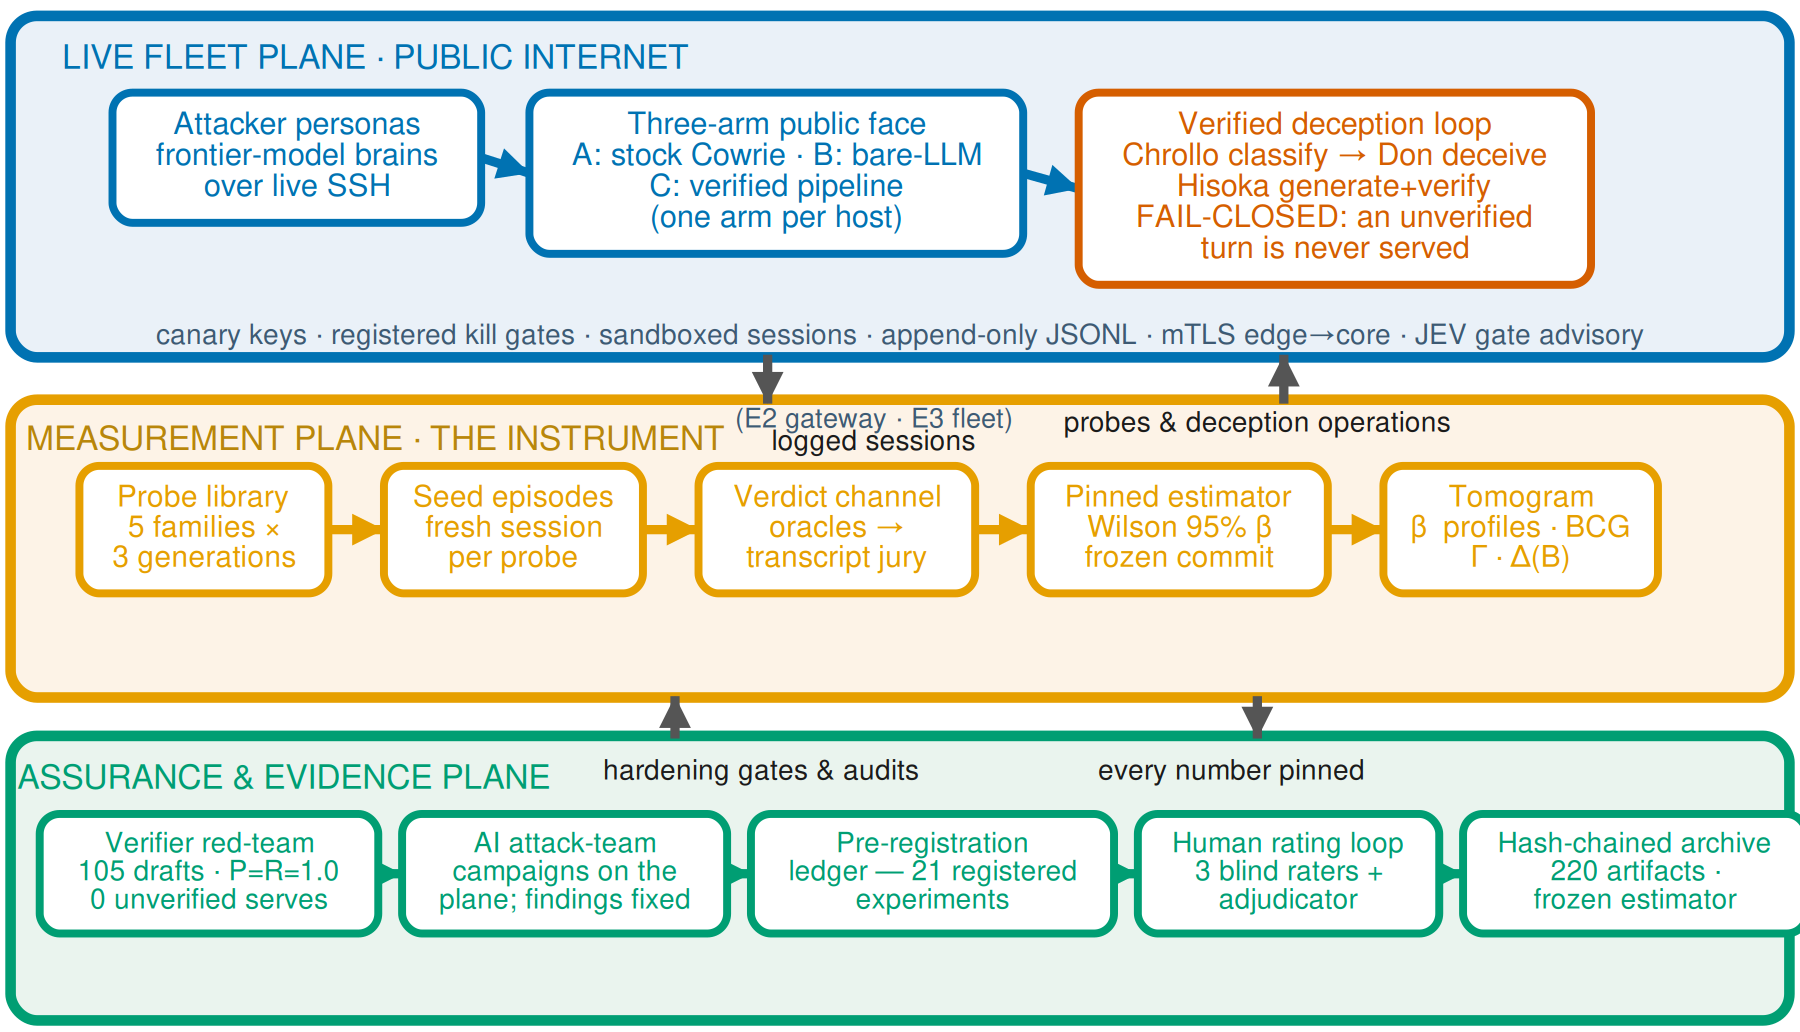 LIVE FLEET PLANE · PUBLIC INTERNET
Attacker personas
frontier-model brains
over live SSH
Three-arm public face
A: stock Cowrie · B: bare-LLM
C: verified pipeline
(one arm per host)
Verified deception loop
Chrollo classify → Don deceive
Hisoka generate+verify
FAIL-CLOSED: an unverified
turn is never served
canary keys · registered kill gates · sandboxed sessions · append-only JSONL · mTLS edge→core · JEV gate advisory
MEASUREMENT PLANE · THE INSTRUMENT
(E2 gateway · E3 fleet)
logged sessions
probes & deception operations
Probe library
5 families ×
3 generations
Seed episodes
fresh session
per probe
Verdict channel
oracles →
transcript jury
Pinned estimator
Wilson 95% β
frozen commit
Tomogram
β profiles · BCG
Γ · Δ(B)
ASSURANCE & EVIDENCE PLANE
hardening gates & audits
every number pinned
Verifier red-team
105 drafts · P=R=1.0
0 unverified serves
AI attack-team
campaigns on the
plane; findings fixed
Pre-registration
ledger — 21 registered
experiments
Human rating loop
3 blind raters +
adjudicator
Hash-chained archive
220 artifacts ·
frozen estimator